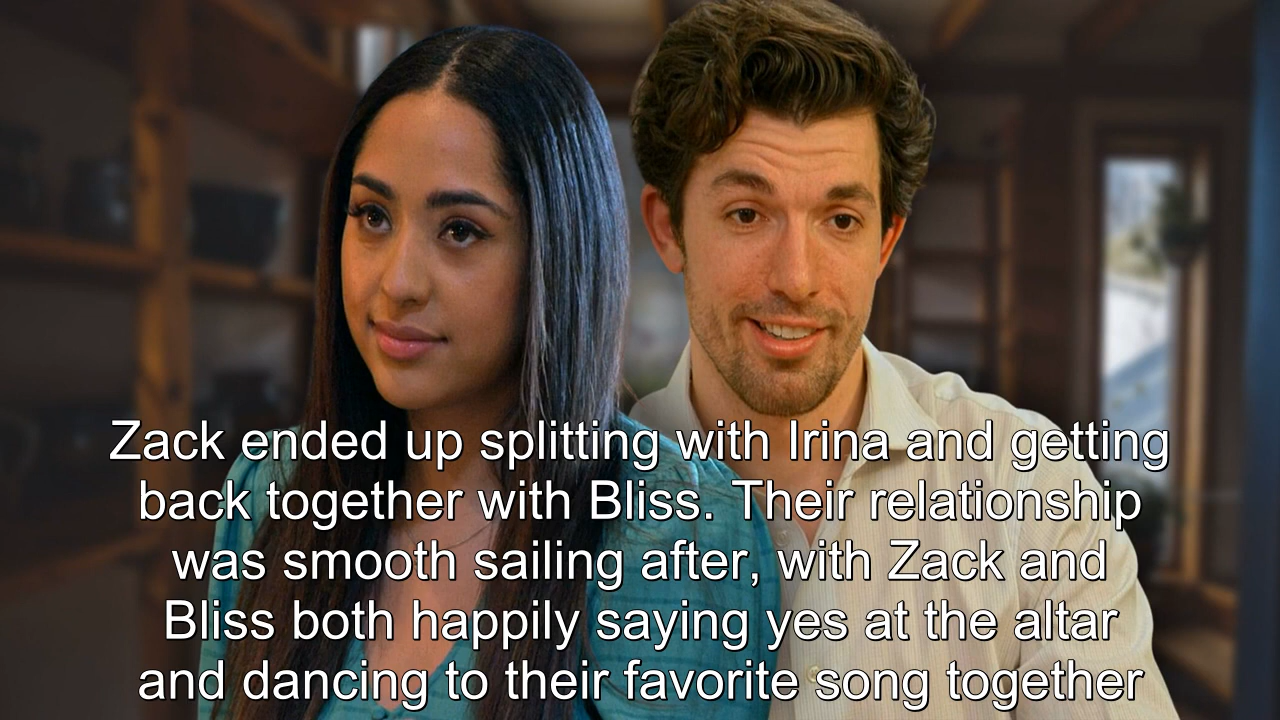 Zack ended up splitting with Irina and getting
back together with Bliss. Their relationship
was smooth sailing after, with Zack and
Bliss both happily saying yes at the altar
and dancing to their favorite song together